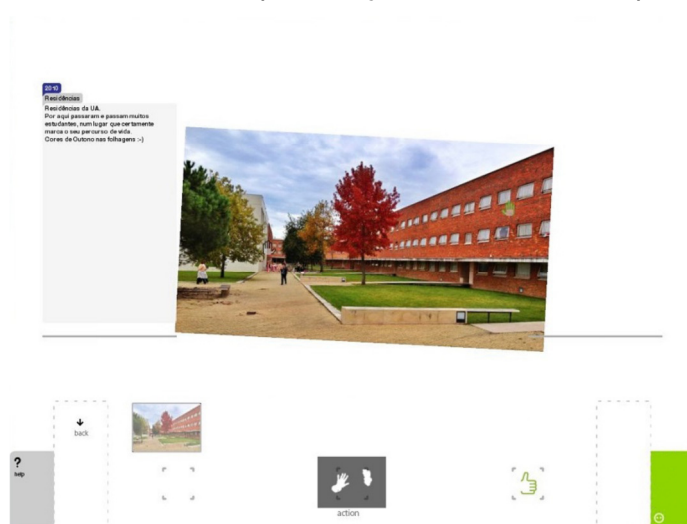 2010
Residências
Residências da UA.
Por aqui passaram e passem muitos
estudantes, num lugar que certamente
marca o seu percurso de vida.
Cores de Outono nas folhagens :-)
back
?
help
action